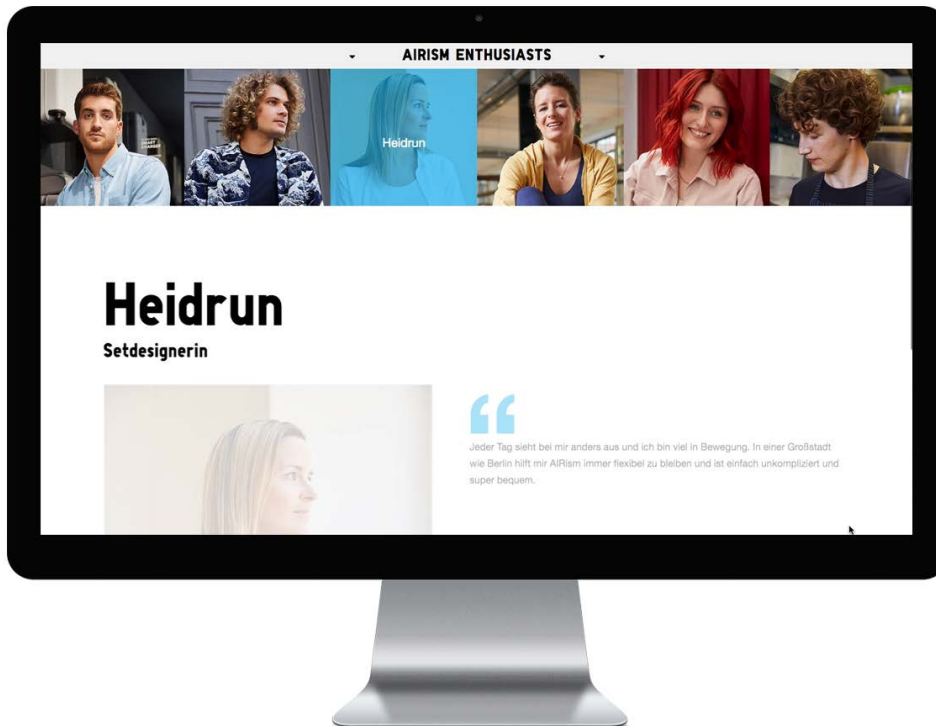 AIRISM ENTHUSIASTS
Heidrun
Heidrun
Setdesignerin
Jeder Tag sieht bei mir anders aus und ich bin viel in Bewegung. In einer Großstadt
wie Berlin hilft mir AIRism immer flexibel zu bleiben und ist einfach unkompliziert und
super bequem.